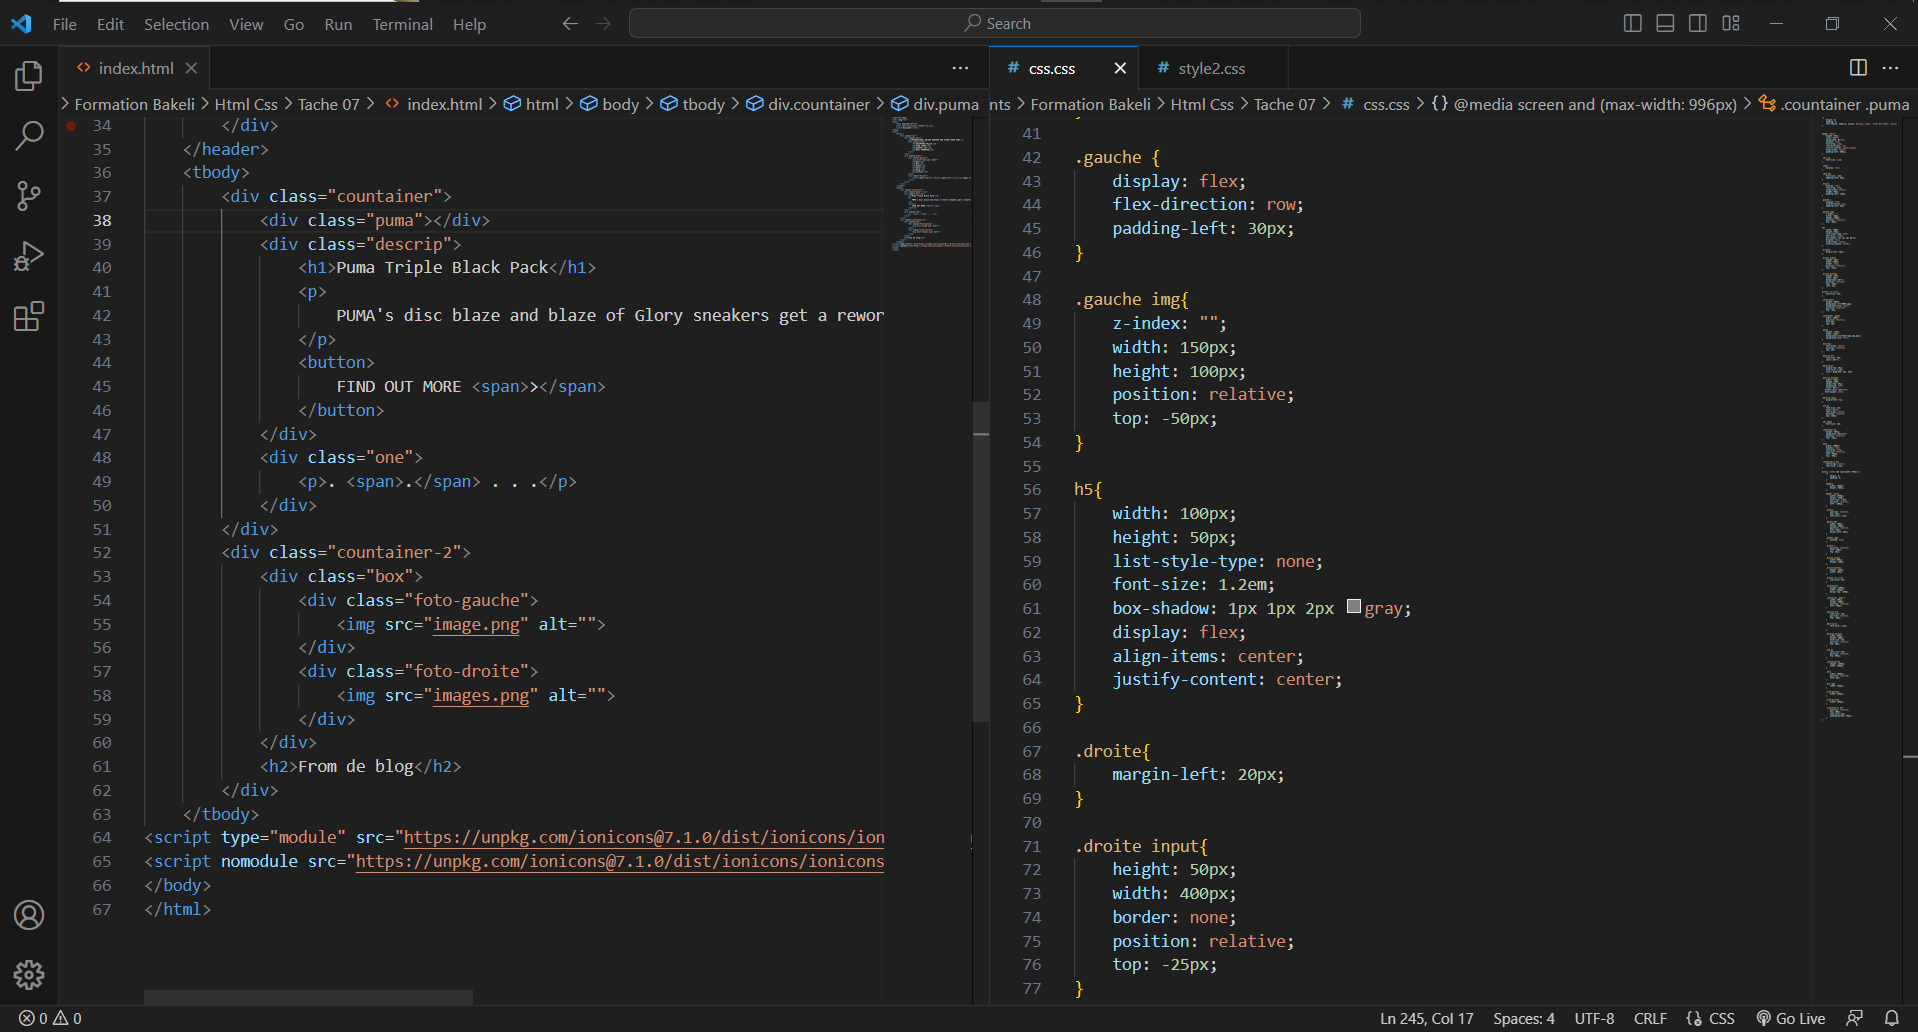 File Edit Selection View Go Run Terminal Help
Search
index.html
css.css
style2.css
Formation Bakeli > Html Css > Tache 07 > index.html > html > body > tbody > div.countainer > div.puma
nts > Formation Bakeli > Html Css > Tache 07 > # css.css > {} @media screen and (max-width: 996px) > .countainer .puma
34 </div>
35 </header>
36 <tbody>
37 <div class="countainer">
38 <div class="puma"></div>
39 <div class="descrip">
40 <h1>Puma Triple Black Pack</h1>
41 <p>
42 PUMA's disc blaze and blaze of Glory sneakers get a rewor
43 </p>
44 <button>
45 FIND OUT MORE <span>></span>
46 </button>
47 </div>
48 <div class="one">
49 <p>. <span>.</span> . . .</p>
50 </div>
51 </div>
52 <div class="countainer-2">
53 <div class="box">
54 <div class="foto-gauche">
55 <img src="image.png" alt="">
56 </div>
57 <div class="foto-droite">
58 <img src="images.png" alt="">
59 </div>
60 </div>
61 <h2>From de blog</h2>
62 </div>
63 </tbody>
64 <script type="module" src="https://unpkg.com/ionicons@7.1.0/dist/ionicons/ion
65 <script nomodule src="https://unpkg.com/ionicons@7.1.0/dist/ionicons/ionicons
66 </body>
67 </html>
41
42 .gauche {
43 display: flex;
44 flex-direction: row;
45 padding-left: 30px;
46 }
47
48 .gauche img{
49 z-index: "";
50 width: 150px;
51 height: 100px;
52 position: relative;
53 top: -50px;
54 }
55
56 h5{
57 width: 100px;
58 height: 50px;
59 list-style-type: none;
60 font-size: 1.2em;
61 box-shadow: 1px 1px 2px gray;
62 display: flex;
63 align-items: center;
64 justify-content: center;
65 }
66
67 .droite{
68 margin-left: 20px;
69 }
70
71 .droite input{
72 height: 50px;
73 width: 400px;
74 border: none;
75 position: relative;
76 top: -25px;
77 }
0 0
Ln 245, Col 17 Spaces: 4 UTF-8 CRLF {} CSS Go Live